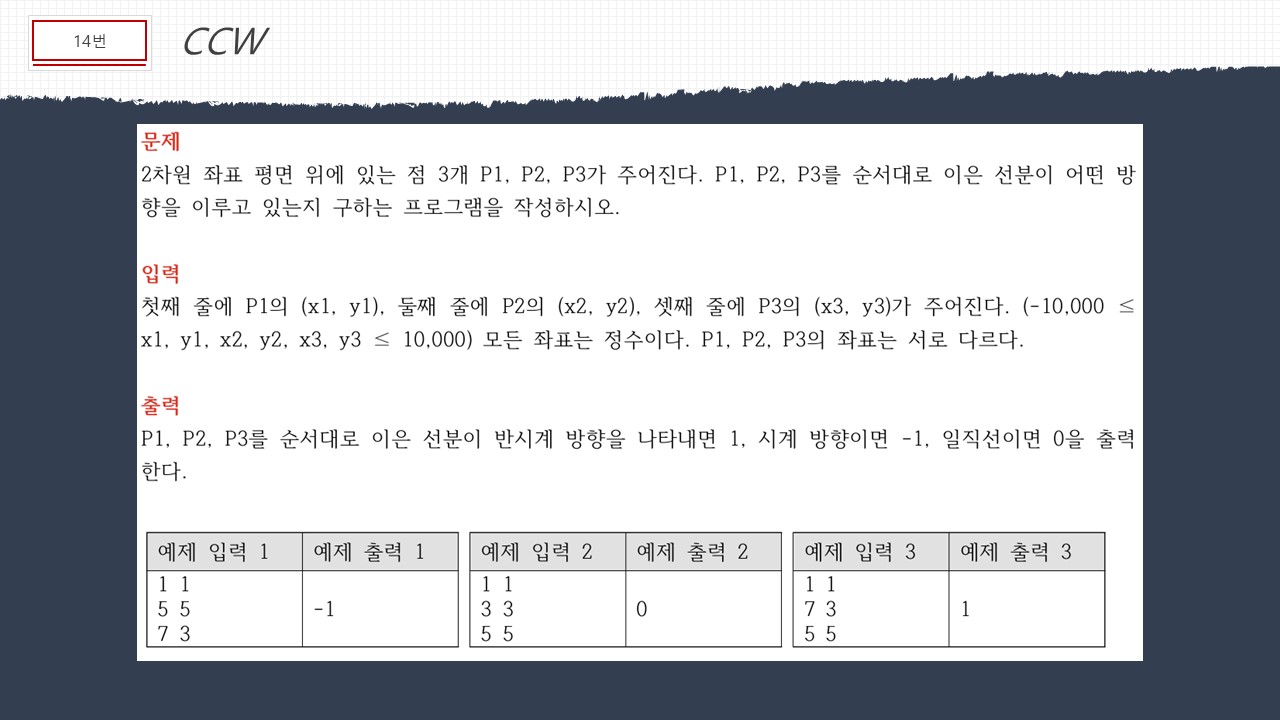 14번
CCW
문제
2차원 좌표 평면 위에 있는 점 3개 P1, P2, P3가 주어진다. P1, P2, P3를 순서대로 이은 선분이 어떤 방
향을 이루고 있는지 구하는 프로그램을 작성하시오.
입력
첫째 줄에 P1의 (x1, y1), 둘째 줄에 P2의 (x2, y2), 셋째 줄에 P3의 (x3, y3)가 주어진다. (-10,000 ≤
x1, y1, x2, y2, x3, y3 ≤ 10,000) 모든 좌표는 정수이다. P1, P2, P3의 좌표는 서로 다르다.
출력
P1, P2, P3를 순서대로 이은 선분이 반시계 방향을 나타내면 1, 시계 방향이면 -1, 일직선이면 0을 출력
한다.
예제 입력 1 예제 출력 1 예제 입력 2 예제 출력 2 예제 입력 3 예제 출력 3
1 1 1 1 1 1
5 5 -1 3 3 0 7 3 1
7 3 5 5 5 5